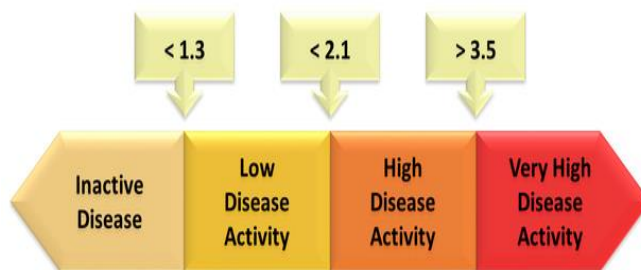 < 1.3
< 2.1
> 3.5
Inactive
Disease
Low
Disease
Activity
High
Disease
Activity
Very High
Disease
Activity